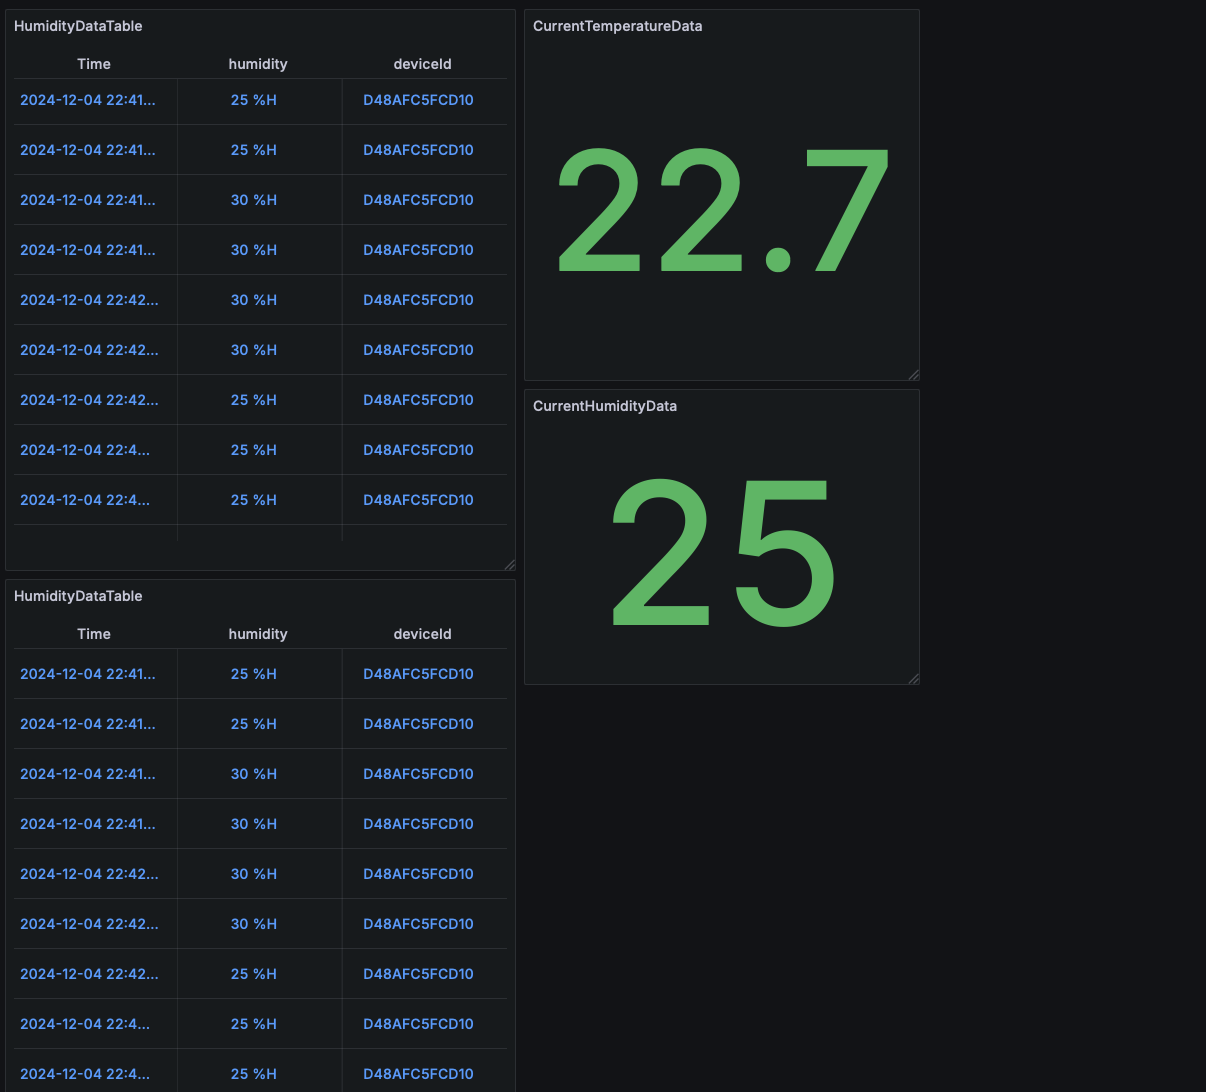 HumidityDataTable
Time humidity deviceId
2024-12-04 22:41... 25 %H D48AFC5FCD10
2024-12-04 22:41... 25 %H D48AFC5FCD10
2024-12-04 22:41... 30 %H D48AFC5FCD10
2024-12-04 22:41... 30 %H D48AFC5FCD10
2024-12-04 22:42... 30 %H D48AFC5FCD10
2024-12-04 22:42... 30 %H D48AFC5FCD10
2024-12-04 22:42... 25 %H D48AFC5FCD10
2024-12-04 22:4... 25 %H D48AFC5FCD10
2024-12-04 22:4... 25 %H D48AFC5FCD10
CurrentTemperatureData
22.7
CurrentHumidityData
25
HumidityDataTable
Time humidity deviceId
2024-12-04 22:41... 25 %H D48AFC5FCD10
2024-12-04 22:41... 25 %H D48AFC5FCD10
2024-12-04 22:41... 30 %H D48AFC5FCD10
2024-12-04 22:41... 30 %H D48AFC5FCD10
2024-12-04 22:42... 30 %H D48AFC5FCD10
2024-12-04 22:42... 30 %H D48AFC5FCD10
2024-12-04 22:42... 25 %H D48AFC5FCD10
2024-12-04 22:4... 25 %H D48AFC5FCD10
2024-12-04 22:4... 25 %H D48AFC5FCD10